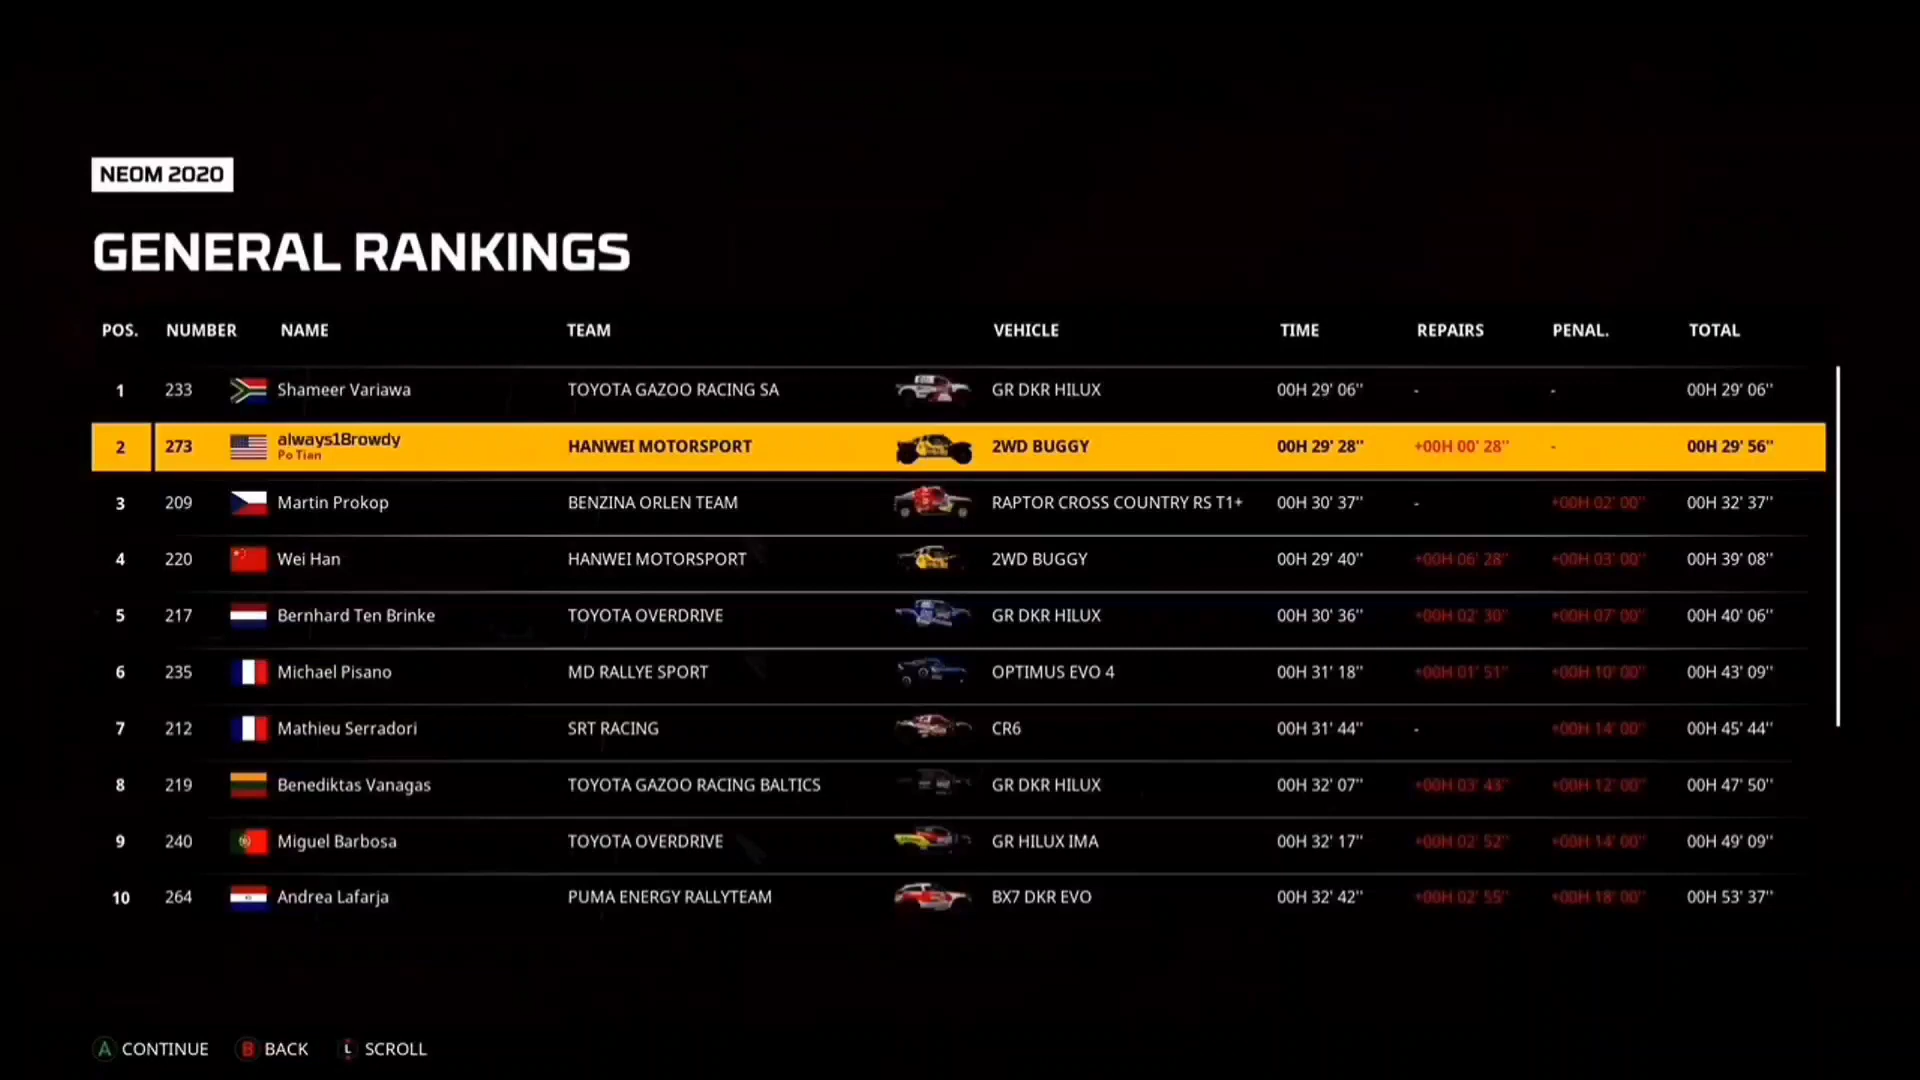 NEOM 2020
GENERAL RANKINGS
POS. NUMBER NAME TEAM VEHICLE TIME REPAIRS PENAL. TOTAL
1 233 Shameer Variawa TOYOTA GAZOO RACING SA GR DKR HILUX 00H 29' 06'' - - 00H 29' 06''
2 273 always18rowdy HANWEI MOTORSPORT 2WD BUGGY 00H 29' 28'' +00H 00' 28'' - 00H 29' 56''
Po Tian
3 209 Martin Prokop BENZINA ORLEN TEAM RAPTOR CROSS COUNTRY RS T1+ 00H 30' 37'' - +00H 02' 00'' 00H 32' 37''
4 220 Wei Han HANWEI MOTORSPORT 2WD BUGGY 00H 29' 40'' +00H 06' 28'' +00H 03' 00'' 00H 39' 08''
5 217 Bernhard Ten Brinke TOYOTA OVERDRIVE GR DKR HILUX 00H 30' 36'' +00H 02' 30'' +00H 07' 00'' 00H 40' 06''
6 235 Michael Pisano MD RALLYE SPORT OPTIMUS EVO 4 00H 31' 18'' +00H 01' 51'' +00H 10' 00'' 00H 43' 09''
7 212 Mathieu Serradori SRT RACING CR6 00H 31' 44'' - +00H 14' 00'' 00H 45' 44''
8 219 Benediktas Vanagas TOYOTA GAZOO RACING BALTICS GR DKR HILUX 00H 32' 07'' +00H 03' 43'' +00H 12' 00'' 00H 47' 50''
9 240 Miguel Barbosa TOYOTA OVERDRIVE GR HILUX IMA 00H 32' 17'' +00H 02' 52'' +00H 14' 00'' 00H 49' 09''
10 264 Andrea Lafarja PUMA ENERGY RALLYTEAM BX7 DKR EVO 00H 32' 42'' +00H 02' 55'' +00H 18' 00'' 00H 53' 37''
A CONTINUE B BACK L SCROLL